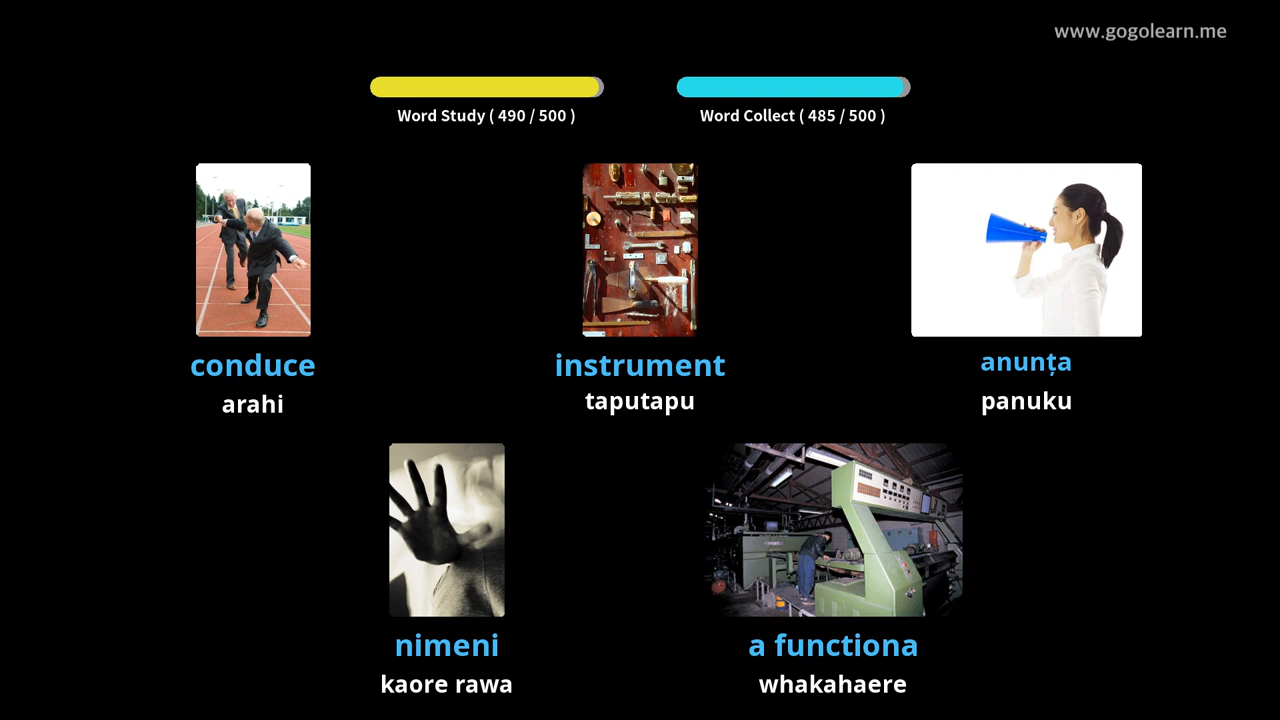 www.gogolearn.me
Word Study ( 490 / 500 )
Word Collect ( 485 / 500 )
conduce
arahi
instrument
taputapu
anunța
panuku
nimeni
kaore rawa
a functiona
whakahaere